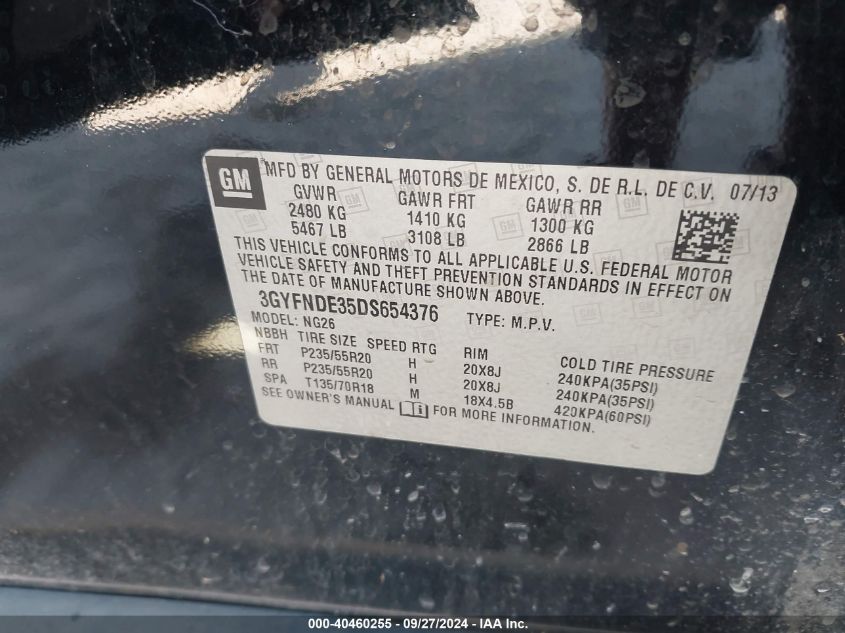 GM MFD BY GENERAL MOTORS DE MEXICO, S. DE R.L. DE C.V. 07/13
GVWR GAWR FRT GAWR RR
2480 KG 1410 KG 1300 KG
5467 LB 3108 LB 2866 LB
THIS VEHICLE CONFORMS TO ALL APPLICABLE U.S. FEDERAL MOTOR
VEHICLE SAFETY AND THEFT PREVENTION STANDARDS IN EFFECT ON
THE DATE OF MANUFACTURE SHOWN ABOVE.
3GYFNDE35DS654376 TYPE: M.P.V.
MODEL: NG26
NBBH TIRE SIZE SPEED RTG RIM COLD TIRE PRESSURE
FRT P235/55R20 H 20X8J 240KPA(35PSI)
RR P235/55R20 H 20X8J 240KPA(35PSI)
SPA T135/70R18 M 18X4.5B 420KPA(60PSI)
SEE OWNER'S MANUAL FOR MORE INFORMATION.
000-40460255 - 09/27/2024 - IAA Inc.